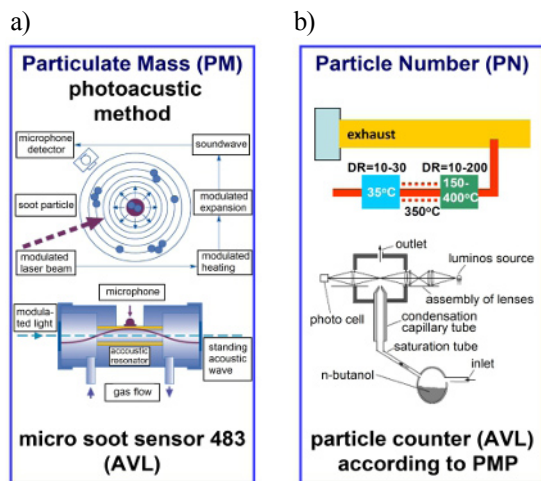 a)
Particulate Mass (PM)
photoacustic
method
microphone
detector
soundwave
soot particle
modulated
expansion
modulated
laser beam
modulated
heating
microphone
modula-
ted light
accoustic
resonator
standing
acoustic
wave
gas flow
micro soot sensor 483
(AVL)
b)
Particle Number (PN)
exhaust
DR=10-30
DR=10-200
35°C
150-
400°C
350°C
outlet
luminos source
photo cell
assembly of lenses
condensation
capillary tube
saturation tube
inlet
n-butanol
particle counter (AVL)
according to PMP